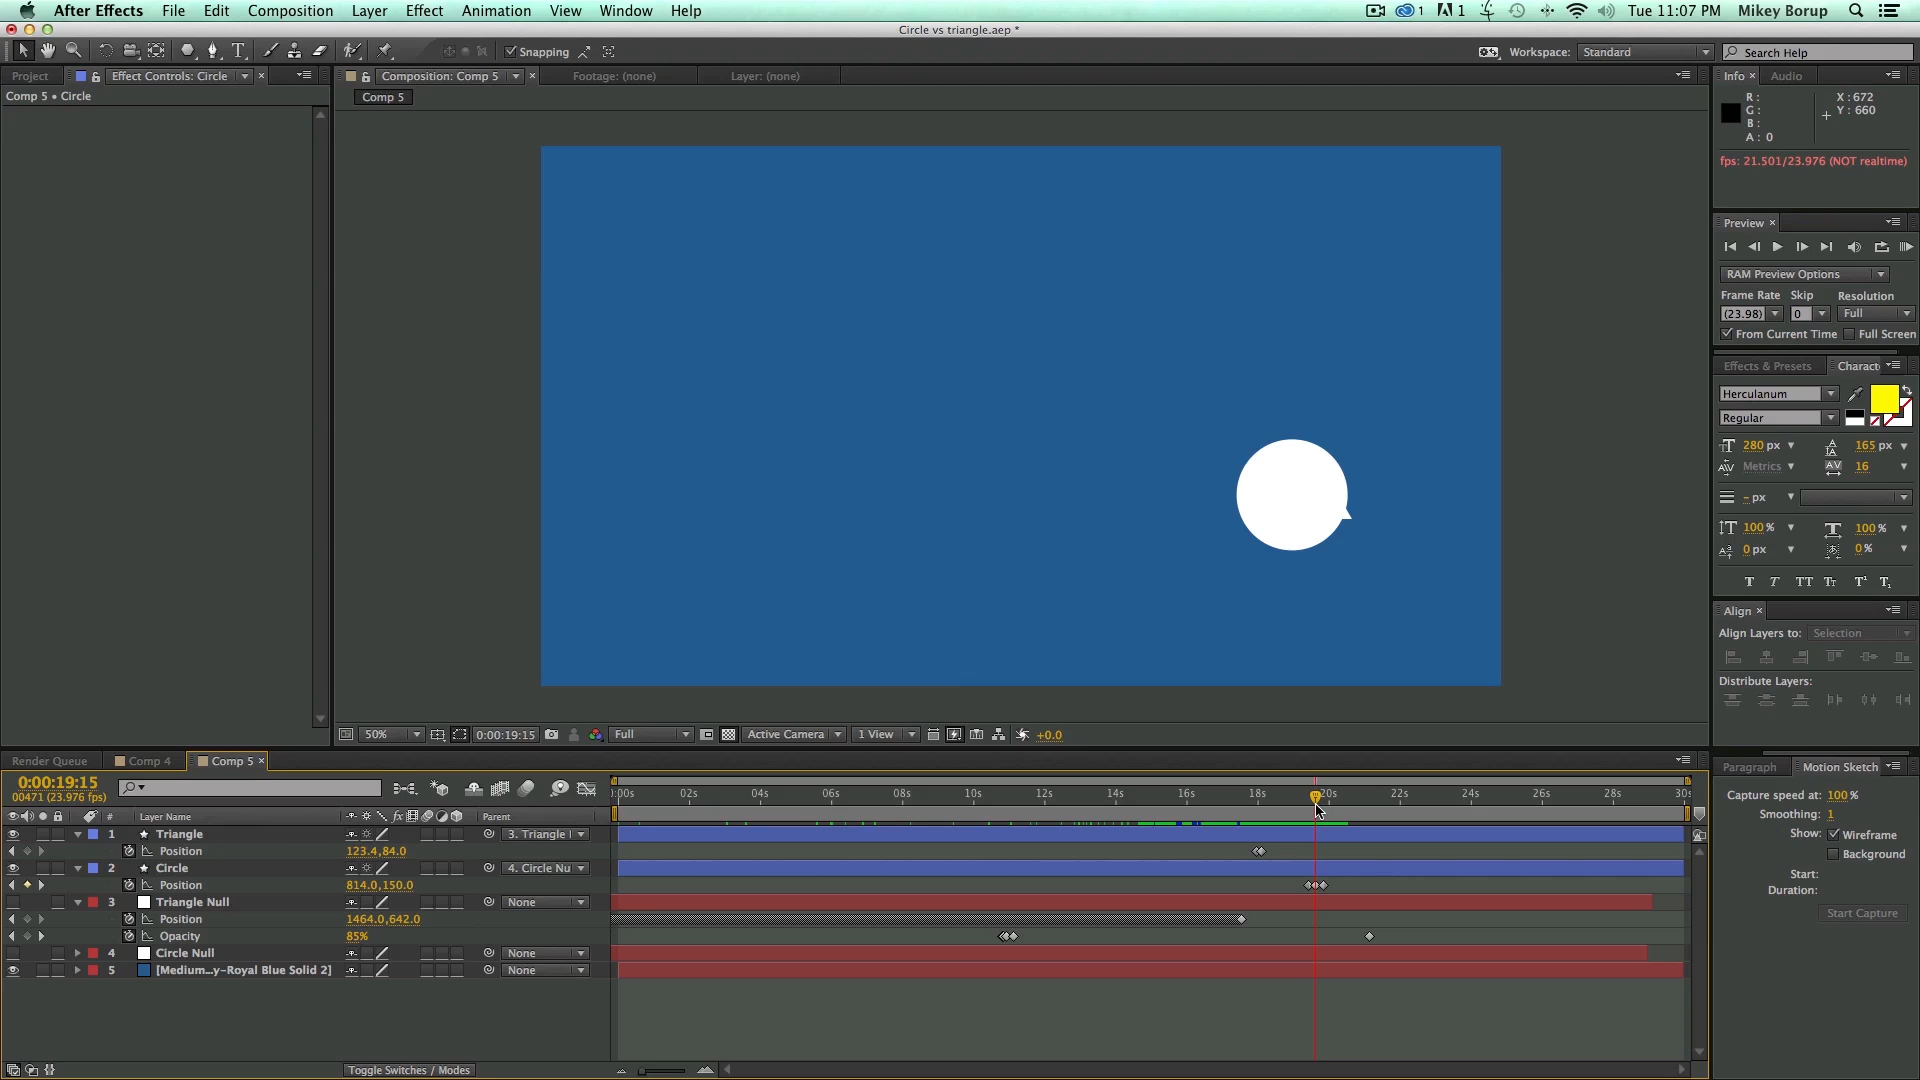 After Effects File Edit Composition Layer Effect Animation View Window Help 1 1 Tue 11:07 PM Mikey Borup
Circle vs triangle.aep *
Snapping Workspace: Standard Search Help
Project Effect Controls: Circle × Composition: Comp 5 × Footage: (none) Layer: (none) Info × Audio
Comp 5 • Circle Comp 5
R : X : 672
G : Y : 660
B :
A : 0
fps: 21.501/23.976 (NOT realtime)
Preview ×
RAM Preview Options
Frame Rate Skip Resolution
(23.98) 0 Full
From Current Time Full Screen
Effects & Presets Charact
Herculanum
Regular
280 px 165 px
Metrics 16
- px
100 % 100 %
0 px 0 %
T T TT Tr T¹ T₁
Align ×
Align Layers to: Selection
Distribute Layers:
50% 0:00:19:15 Full Active Camera 1 View +0.0
Render Queue Comp 4 Comp 5 ×
0:00:19:15
00471 (23.976 fps)
:00s 02s 04s 06s 08s 10s 12s 14s 16s 18s 20s 22s 24s 26s 28s 30s
# Layer Name fx Parent
1 Triangle 3. Triangle
Position 123.4,84.0
2 Circle 4. Circle Nu
Position 814.0,150.0
3 Triangle Null None
Position 1464.0,642.0
Opacity 85%
4 Circle Null None
5 [Medium...y-Royal Blue Solid 2] None
Toggle Switches / Modes
Paragraph Motion Sketch
Capture speed at: 100 %
Smoothing: 1
Show: Wireframe
Background
Start:
Duration:
Start Capture